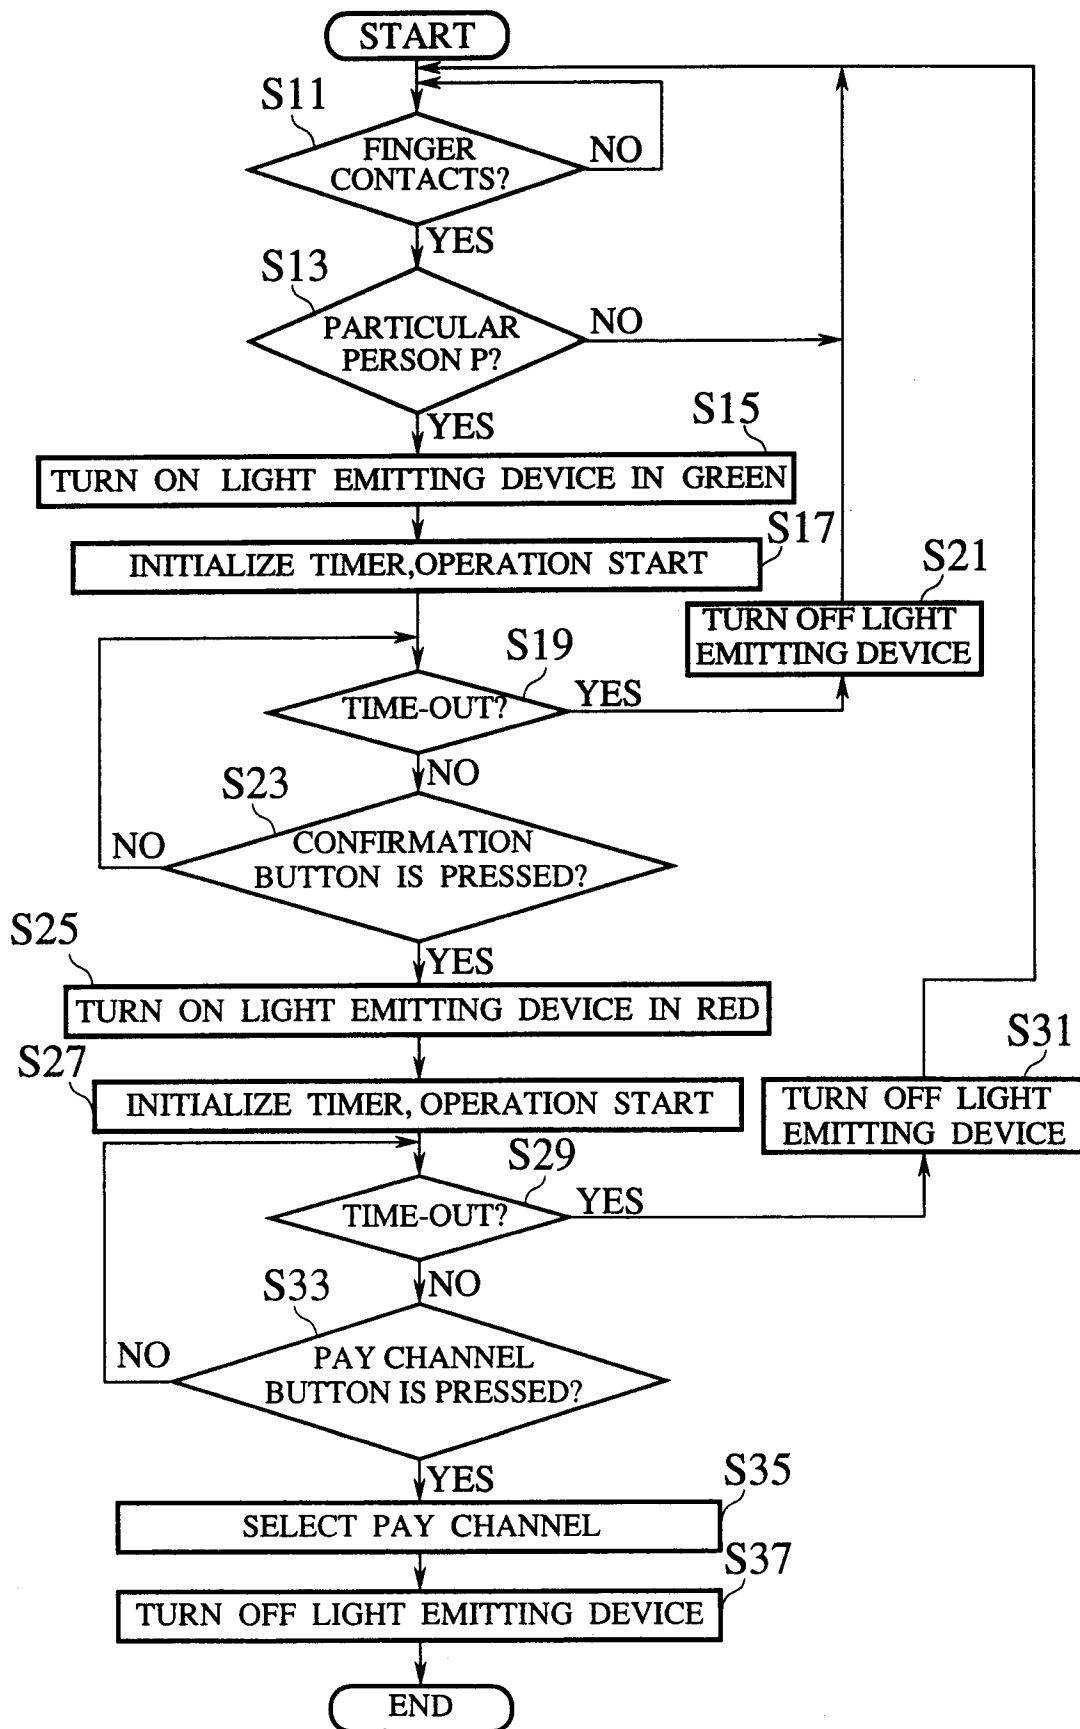 START
S11
FINGER
CONTACTS?
NO
YES
S13
PARTICULAR
PERSON P?
NO
YES
S15
TURN ON LIGHT EMITTING DEVICE IN GREEN
S17
INITIALIZE TIMER,OPERATION START
S21
TURN OFF LIGHT
EMITTING DEVICE
S19
TIME-OUT?
YES
NO
S23
CONFIRMATION
BUTTON IS PRESSED?
NO
YES
S25
TURN ON LIGHT EMITTING DEVICE IN RED
S27
INITIALIZE TIMER, OPERATION START
S31
TURN OFF LIGHT
EMITTING DEVICE
S29
TIME-OUT?
YES
NO
S33
PAY CHANNEL
BUTTON IS PRESSED?
NO
YES
S35
SELECT PAY CHANNEL
S37
TURN OFF LIGHT EMITTING DEVICE
END